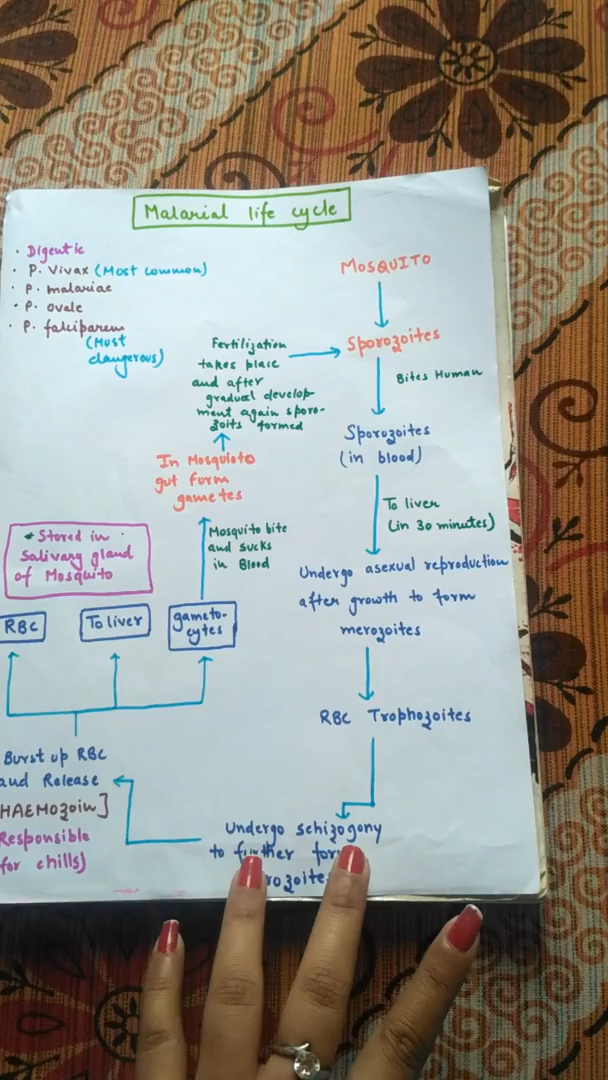 Malarial life cycle
• Digentic
• P. Vivax (Most common)
• P. malariae
• P. ovale
• P. falciparem
(Most
dangerous)
MOSQUITO
Sporozoites
Bites Human
Sporozoites
(in blood)
To liver
(in 30 minutes)
Undergo asexual reproduction
after growth to form
merozoites
RBC Trophozoites
Undergo schizogony
to further
Burst up RBC
and Release
HAEMOZOIN]
Responsible
for chills)
RBC
To liver
gameto-
cytes
* Stored in
Salivary gland
of Mosquito
Mosquito bite
and sucks
in Blood
In Mosquioto
gut form
gametes
Fertilization
takes place
and after
gradual develop-
ment again sporo-
zoits formed